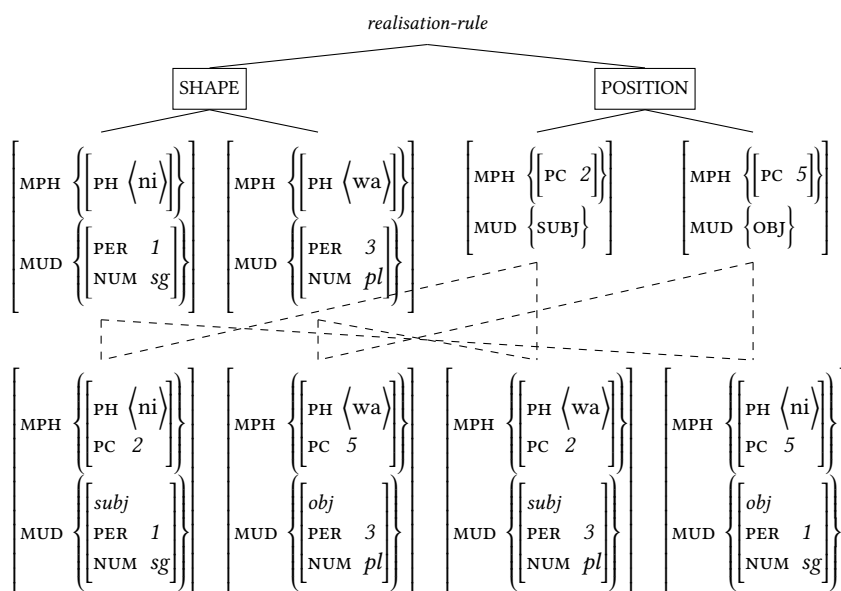 realisation-rule
SHAPE POSITION
MPH {[PH ⟨ni⟩]} MPH {[PH ⟨wa⟩]} MPH {[PC 2]} MPH {[PC 5]}
MUD {SUBJ} MUD {OBJ}
MUD {[PER 1 MUD {[PER 3
NUM sg]} NUM pl]}
MPH {[PH ⟨ni⟩ MPH {[PH ⟨wa⟩ MPH {[PH ⟨wa⟩ MPH {[PH ⟨ni⟩
PC 2]} PC 5]} PC 2]} PC 5]}
MUD {[subj MUD {[obj MUD {[subj MUD {[obj
PER 1 PER 3 PER 3 PER 1
NUM sg]} NUM pl]} NUM pl]} NUM sg]}